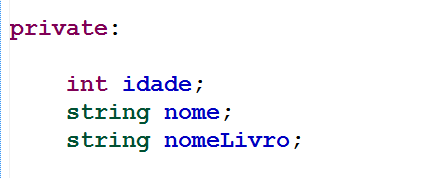 private:
int idade;
string nome;
string nomeLivro;